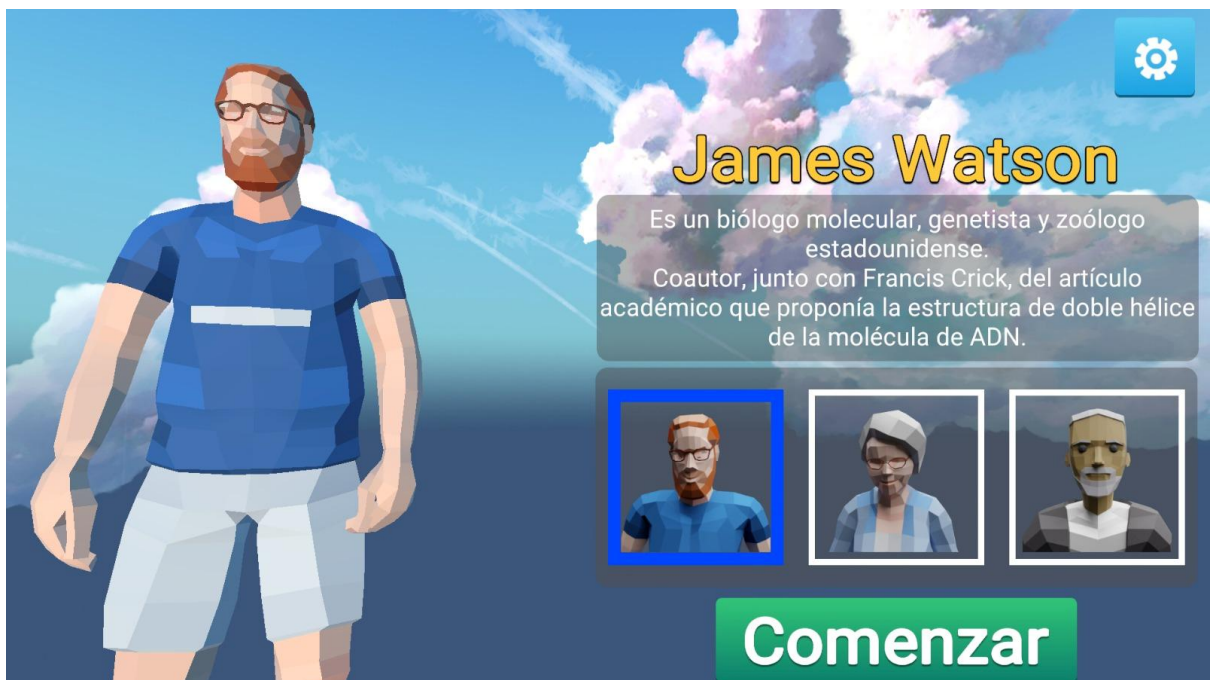 James Watson
Es un biólogo molecular, genetista y zoólogo
estadounidense.
Coautor, junto con Francis Crick, del artículo
académico que proponía la estructura de doble hélice
de la molécula de ADN.
Comenzar